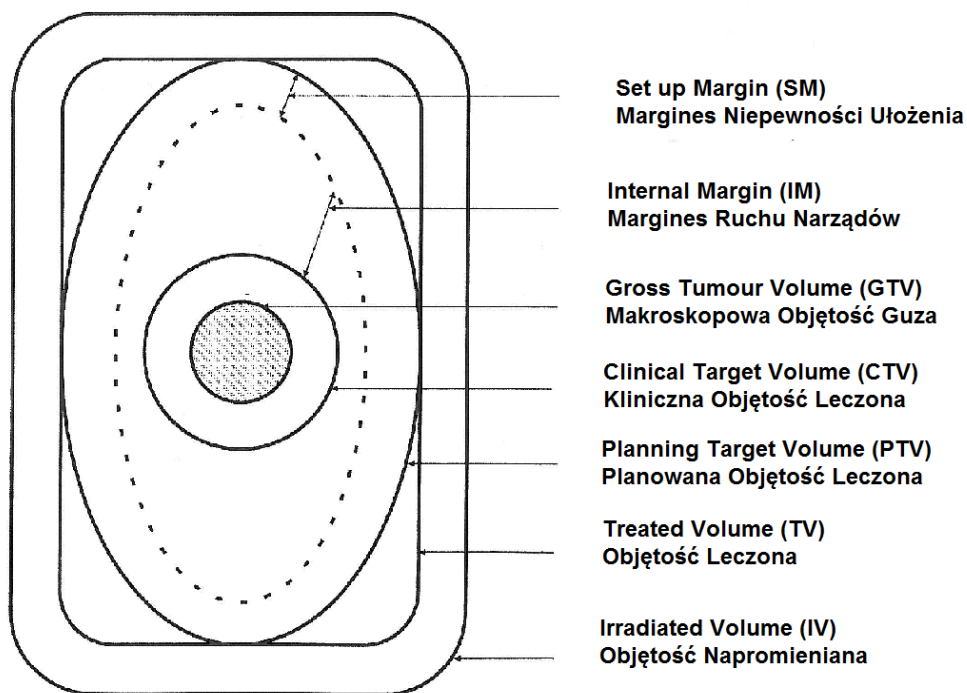 Set up Margin (SM)
Margines Niepewności Ułożenia
Internal Margin (IM)
Margines Ruchu Narządów
Gross Tumour Volume (GTV)
Makroskopowa Objętość Guza
Clinical Target Volume (CTV)
Kliniczna Objętość Leczona
Planning Target Volume (PTV)
Planowana Objętość Leczona
Treated Volume (TV)
Objętość Leczona
Irradiated Volume (IV)
Objętość Napromieniana